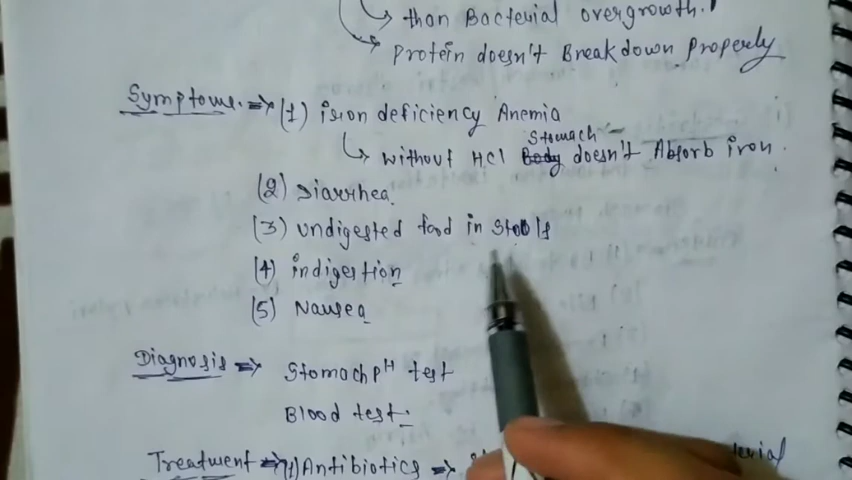 than Bacterial overgrowth.
Protein doesn't Breakdown Properly
Symptoms. ⇒ (1) iron deficiency Anemia
Stomach
↳ without HCl doesn't Absorb iron.
(2) Diarrhea.
(3) undigested food in stools
(4) indigestion
(5) Nausea
Diagnosis ⇒ Stomach pH test
Blood test:
Treatment ⇒ (1) Antibiotics ⇒